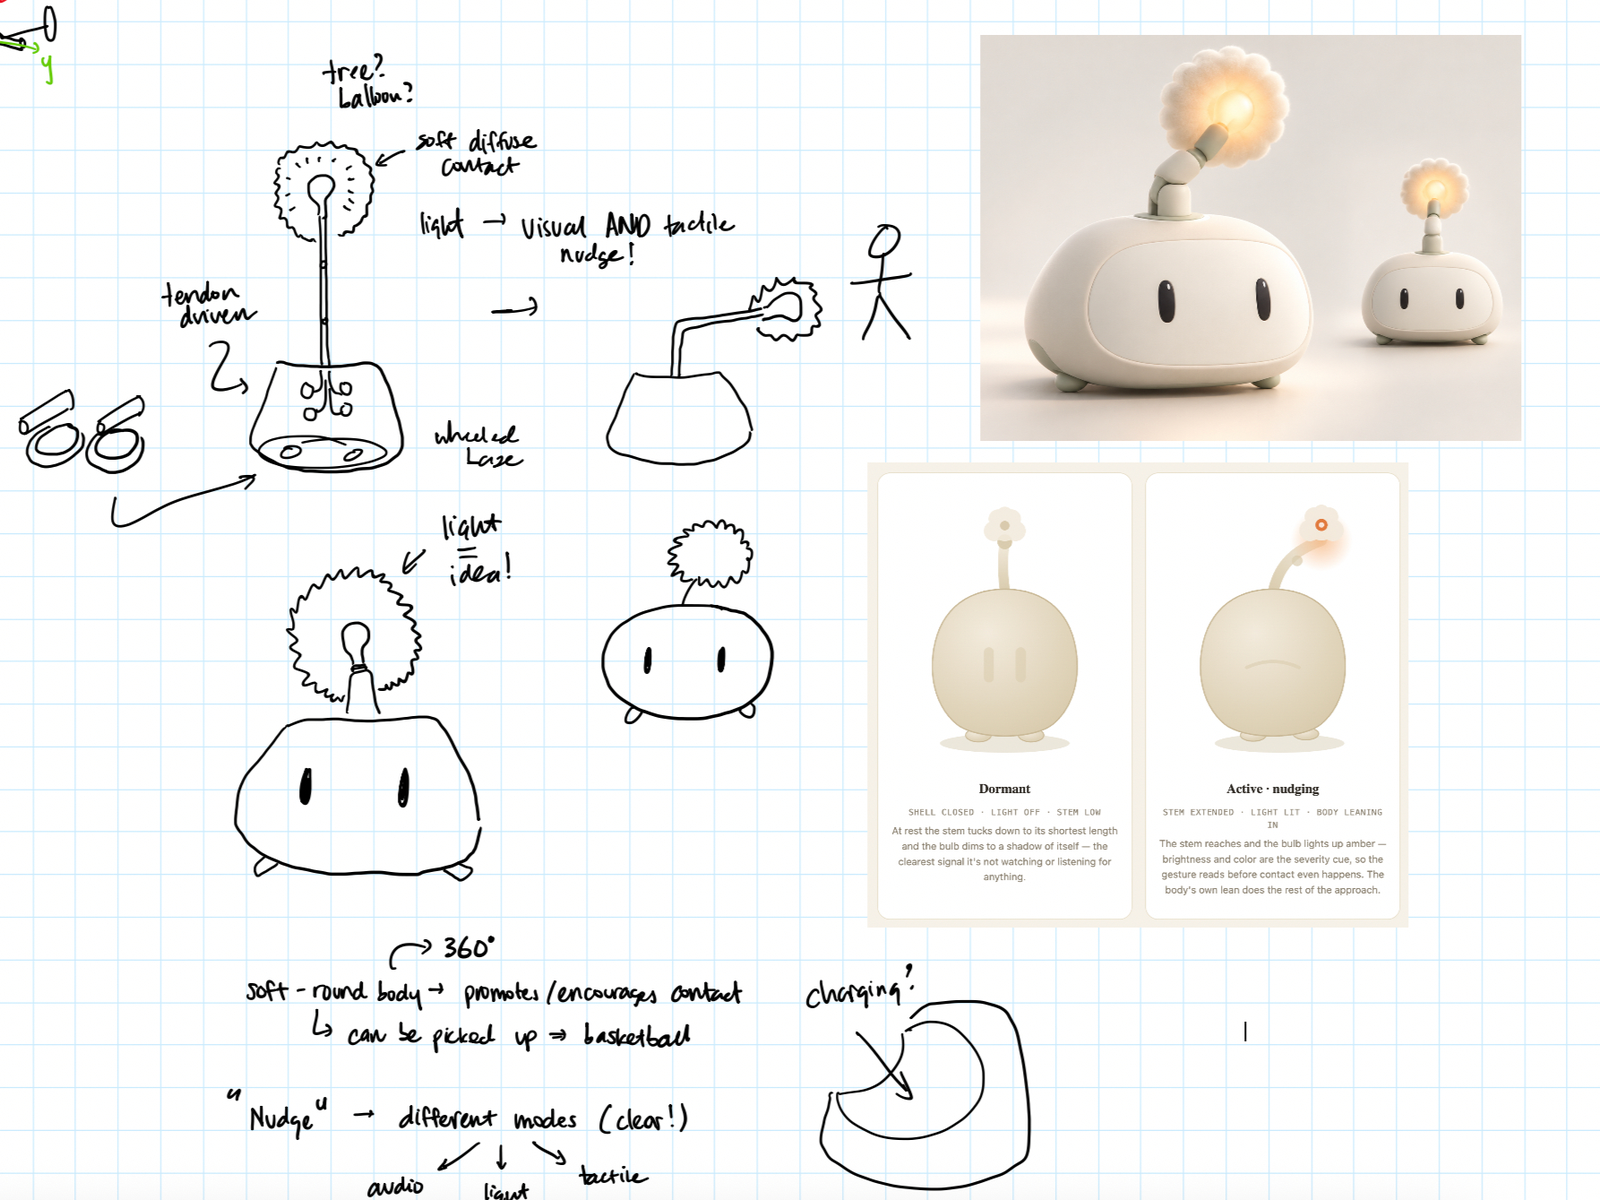 y
tree?
balloon?
soft diffuse
contact
light → visual AND tactile
nudge!
tendon
driven
wheeled
base
light
=
idea!
Dormant
SHELL CLOSED · LIGHT OFF · STEM LOW
At rest the stem tucks down to its shortest length
and the bulb dims to a shadow of itself — the
clearest signal it's not watching or listening for
anything.
Active · nudging
STEM EXTENDED · LIGHT LIT · BODY LEANING
IN
The stem reaches and the bulb lights up amber —
brightness and color are the severity cue, so the
gesture reads before contact even happens. The
body's own lean does the rest of the approach.
360°
soft-round body → promotes/encourages contact
↳ can be picked up ⇒ basketball
charging?
"Nudge" → different modes (clear!)
audio
light
tactile